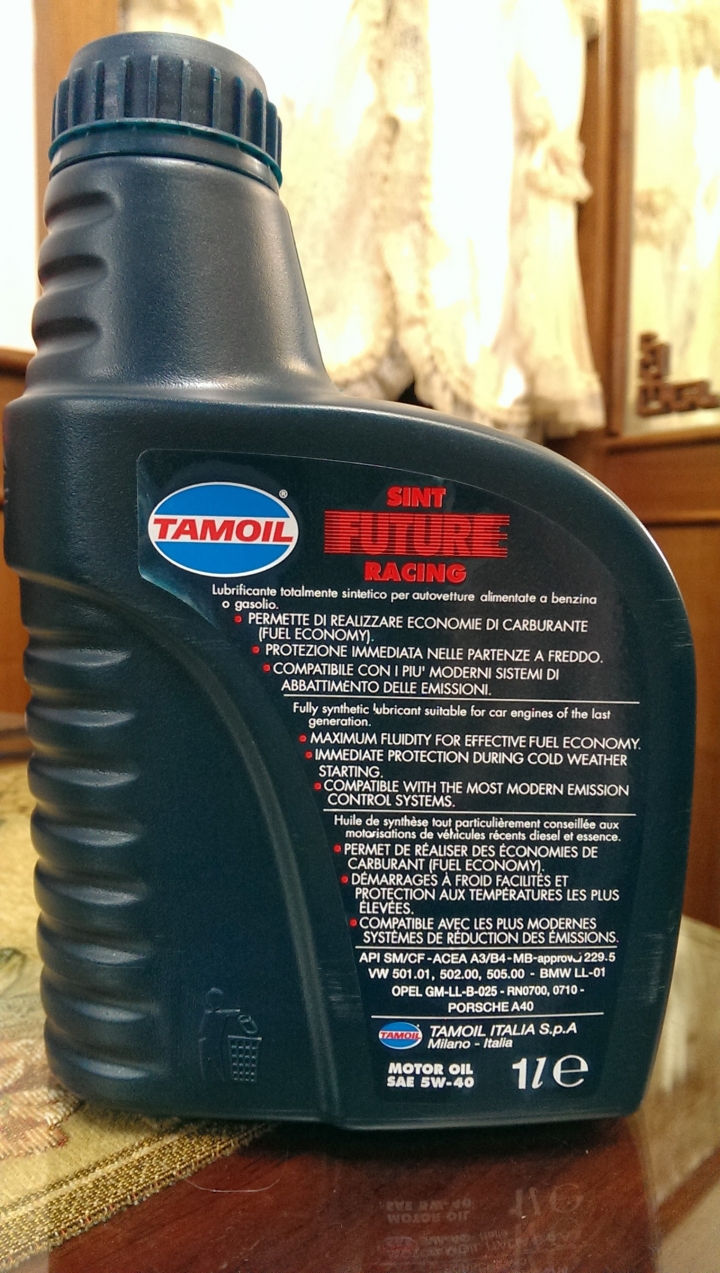 TAMOIL ®
SINT
FUTURE
RACING
Lubrificante totalmente sintetico per autovetture alimentate a benzina
o gasolio.
PERMETTE DI REALIZZARE ECONOMIE DI CARBURANTE
(FUEL ECONOMY).
PROTEZIONE IMMEDIATA NELLE PARTENZE A FREDDO.
COMPATIBILE CON I PIU' MODERNI SISTEMI DI
ABBATTIMENTO DELLE EMISSIONI.
Fully synthetic lubricant suitable for car engines of the last
generation.
MAXIMUM FLUIDITY FOR EFFECTIVE FUEL ECONOMY.
IMMEDIATE PROTECTION DURING COLD WEATHER
STARTING.
COMPATIBLE WITH THE MOST MODERN EMISSION
CONTROL SYSTEMS.
Huile de synthèse tout particulièrement conseillée aux
motorisations de véhicules récents diesel et essence.
PERMET DE RÉALISER DES ÉCONOMIES DE
CARBURANT (FUEL ECONOMY).
DÉMARRAGES À FROID FACILITÉS ET
PROTECTION AUX TEMPÉRATURES LES PLUS
ÉLEVÉES.
COMPATIBLE AVEC LES PLUS MODERNES
SYSTÈMES DE RÉDUCTION DES ÉMISSIONS.
API SM/CF - ACEA A3/B4 - MB-approval 229.5
VW 501.01, 502.00, 505.00 - BMW LL-01
OPEL GM-LL-B-025 - RN0700, 0710 -
PORSCHE A40
TAMOIL
TAMOIL ITALIA S.p.A
Milano - Italia
MOTOR OIL
SAE 5W-40
1l e